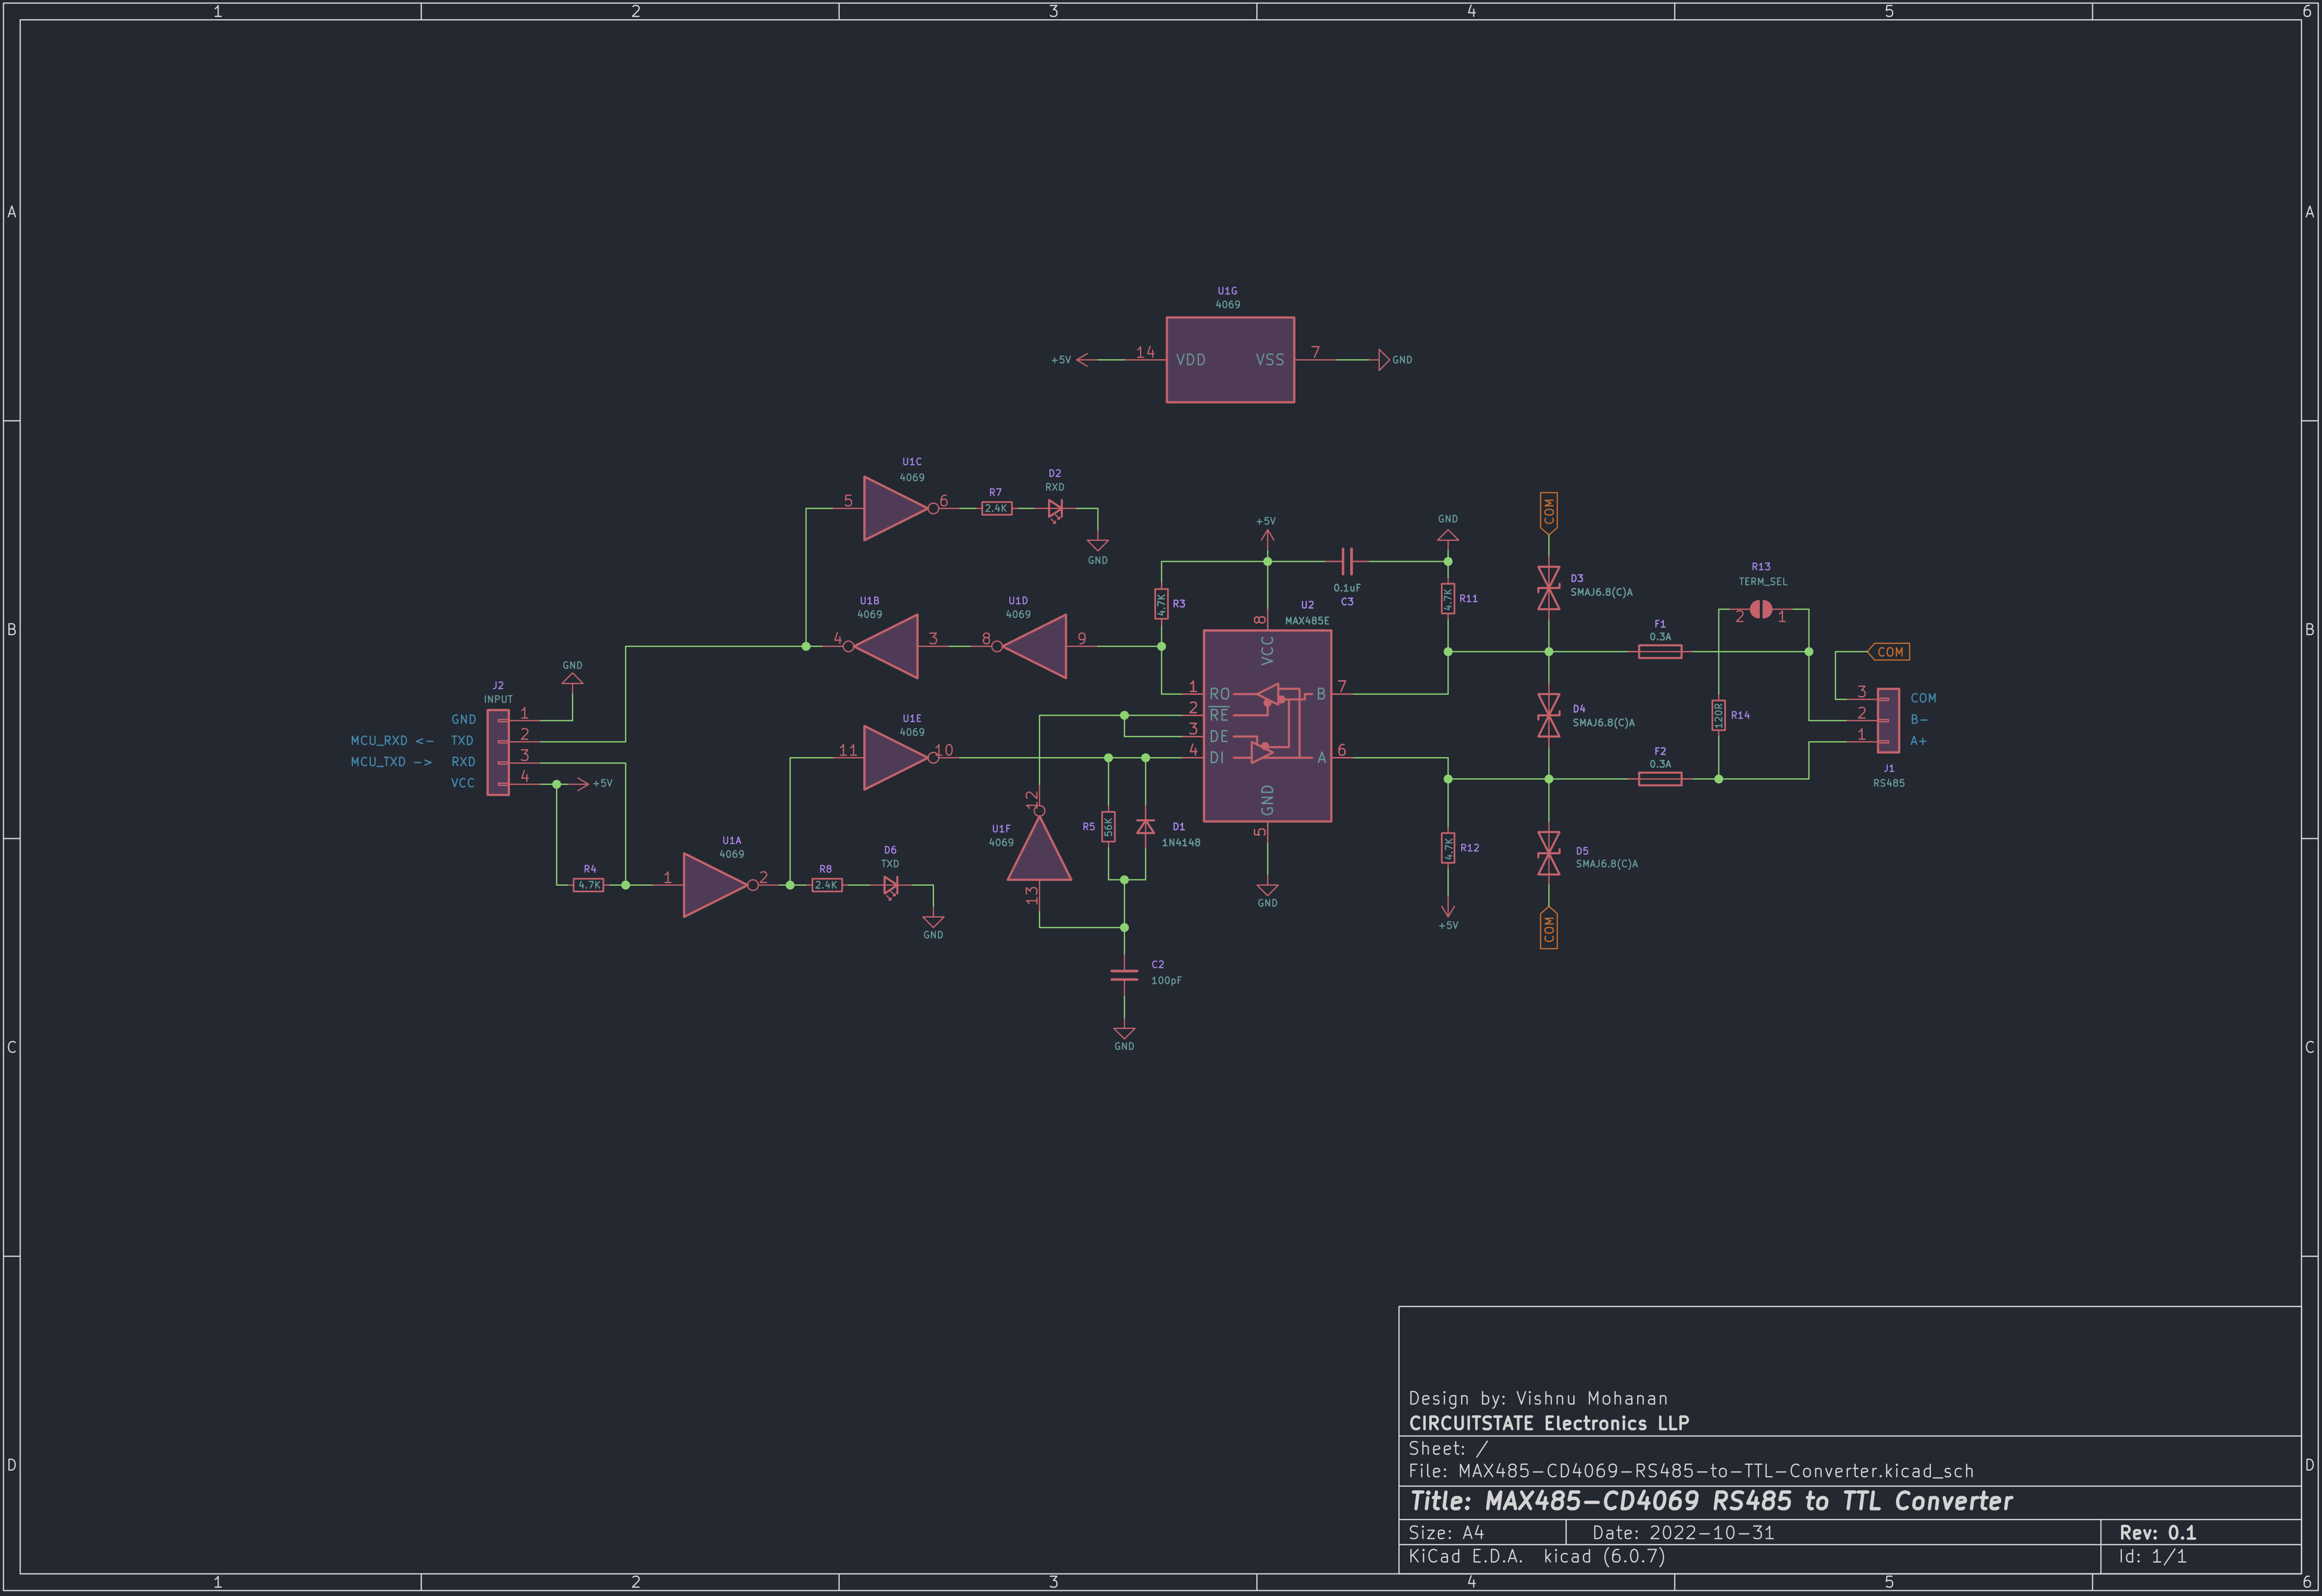 1 2 3 4 5 6
A
A
U1G
4069
+5V
14
VDD
VSS
7
GND
U1C
4069
5
6
R7
2.4K
D2
RXD
GND
+5V
GND
COM
0.1uF
C3
R3
4.7K
R11
4.7K
D3
SMAJ6.8(C)A
R13
TERM_SEL
2
1
B
B
U1B
4069
4
3
U1D
4069
8
9
U2
MAX485E
8
VCC
F1
0.3A
COM
J2
INPUT
GND
GND
1
MCU_RXD <-
TXD
2
MCU_TXD ->
RXD
3
VCC
4
+5V
1
RO
B
7
2
RE
3
DE
4
DI
A
6
GND
5
GND
D4
SMAJ6.8(C)A
120R
R14
3
COM
2
B-
1
A+
J1
RS485
F2
0.3A
U1E
4069
11
10
U1A
4069
1
2
R4
4.7K
R8
2.4K
D6
TXD
GND
U1F
4069
12
13
R5
56K
D1
1N4148
C2
100pF
GND
R12
4.7K
+5V
D5
SMAJ6.8(C)A
COM
C
C
D
D
Design by: Vishnu Mohanan
CIRCUITSTATE Electronics LLP
Sheet: /
File: MAX485-CD4069-RS485-to-TTL-Converter.kicad_sch
Title: MAX485-CD4069 RS485 to TTL Converter
Size: A4
Date: 2022-10-31
Rev: 0.1
KiCad E.D.A. kicad (6.0.7)
Id: 1/1
1 2 3 4 5 6